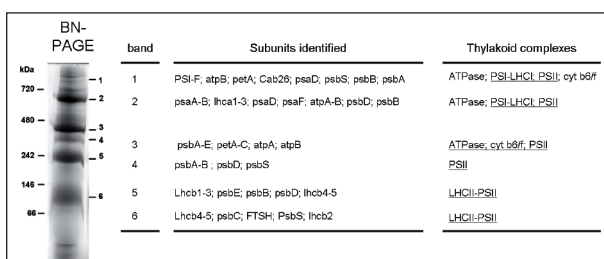 BN-
PAGE
kDa
720
480
242
145
66
1
2
3
4
5
6
band Subunits identified Thylakoid complexes
1 PSI-F; atpB; petA; Cab26; psaD; psbS; psbB; psbA ATPase; PSI-LHCI; PSII; cyt b6/f
2 psaA-B; lhca1-3; psaD; psaF; atpA-B; psbD; psbB ATPase; PSI-LHCI; PSII
3 psbA-E; petA-C; atpA; atpB ATPase; cyt b6/f; PSII
4 psbA-B ; psbD; psbS PSII
5 Lhcb1-3; psbE; psbB; psbD; lhcb4-5 LHCII-PSII
6 Lhcb4-5; psbC; FTSH; PsbS; lhcb2 LHCII-PSII